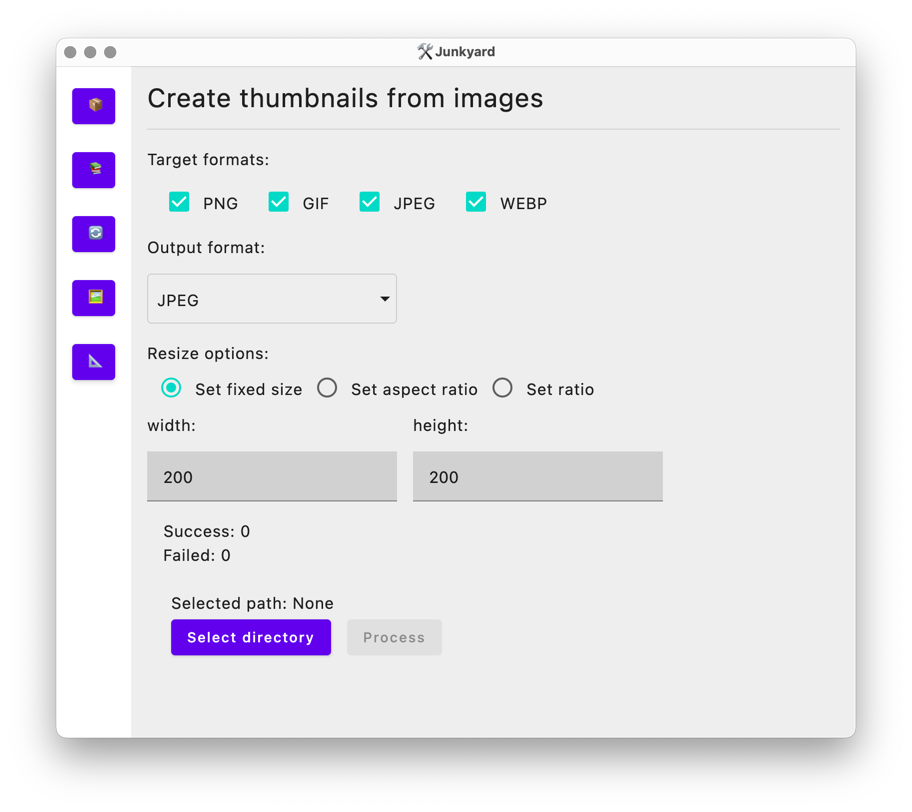 🛠Junkyard
Create thumbnails from images
Target formats:
PNG GIF JPEG WEBP
Output format:
JPEG
Resize options:
Set fixed size Set aspect ratio Set ratio
width: height:
200 200
Success: 0
Failed: 0
Selected path: None
Select directory Process